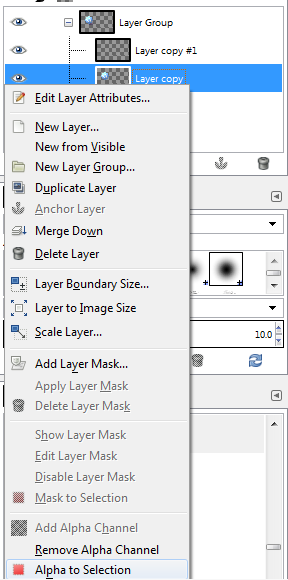 Layer Group
Layer copy #1
Layer copy
Edit Layer Attributes...
New Layer...
New from Visible
New Layer Group...
Duplicate Layer
Anchor Layer
Merge Down
Delete Layer
Layer Boundary Size...
Layer to Image Size
Scale Layer...
10.0
Add Layer Mask...
Apply Layer Mask
Delete Layer Mask
Show Layer Mask
Edit Layer Mask
Disable Layer Mask
Mask to Selection
Add Alpha Channel
Remove Alpha Channel
Alpha to Selection